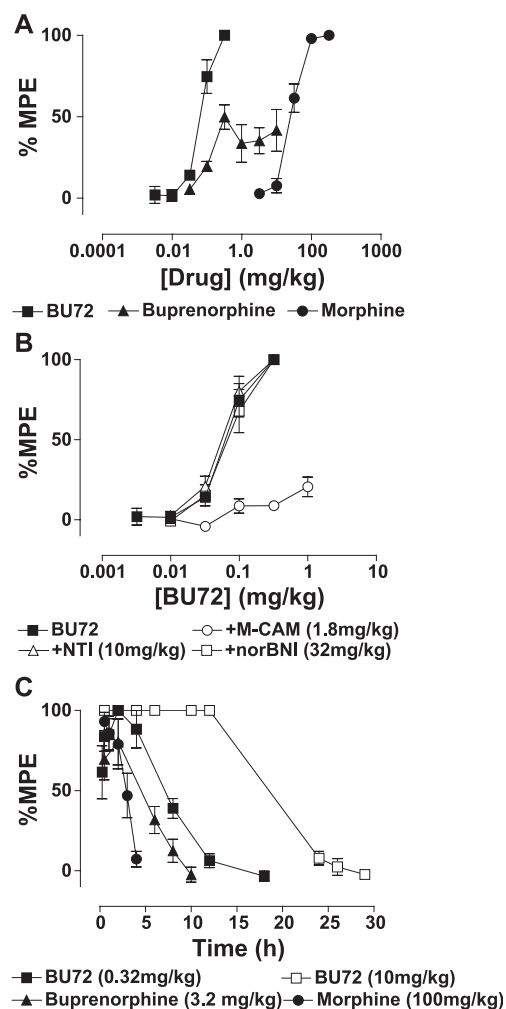 A
100
50
0
% MPE
0.0001 0.01 1.0 100 1000
[Drug] (mg/kg)
BU72 Buprenorphine Morphine
B
100
50
0
%MPE
0.001 0.01 0.1 1 10
[BU72] (mg/kg)
BU72 +M-CAM (1.8mg/kg)
+NTI (10mg/kg) +norBNI (32mg/kg)
C
100
50
0
%MPE
0 5 10 15 20 25 30
Time (h)
BU72 (0.32mg/kg) BU72 (10mg/kg)
Buprenorphine (3.2 mg/kg) Morphine (100mg/kg)